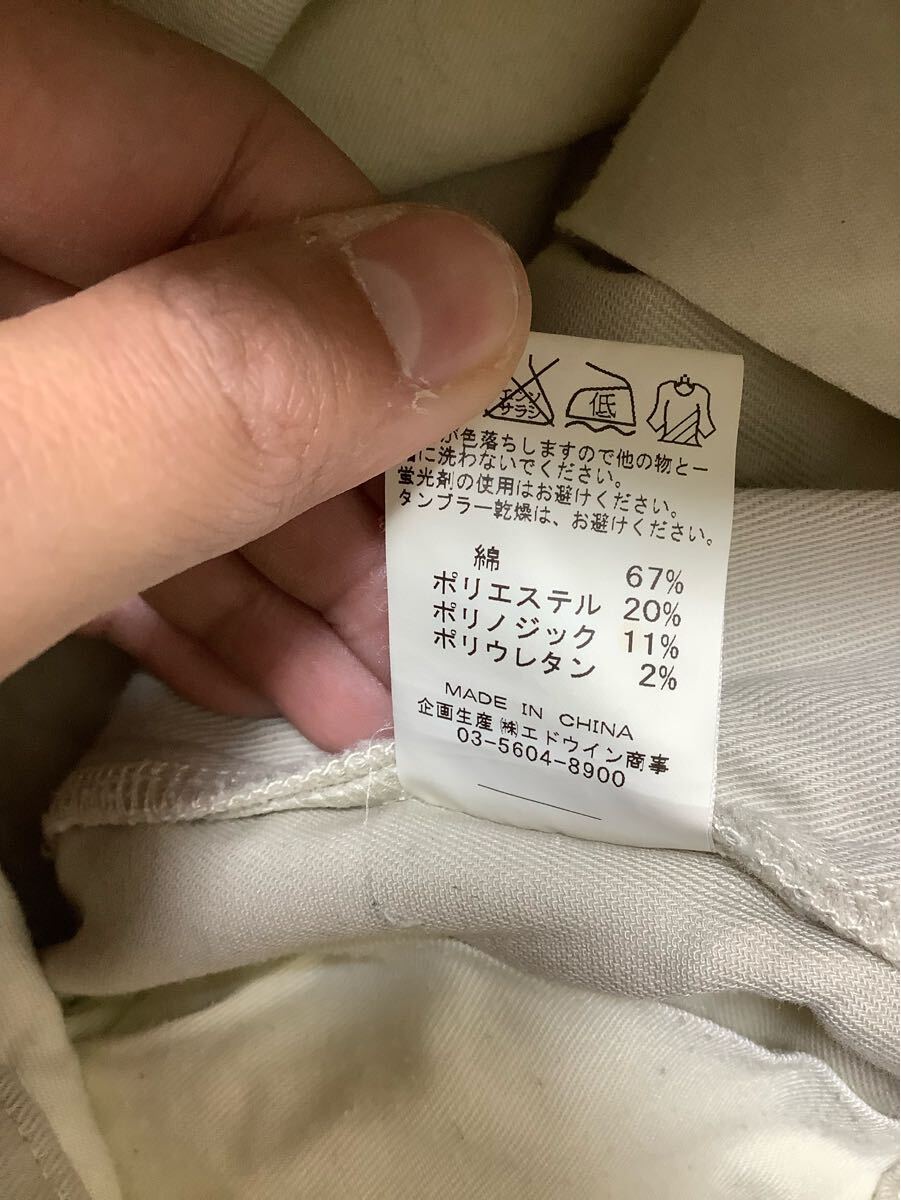 エンソ
サラシ
低
が色落ちしますので他の物と一
に洗わないでください。
蛍光剤の使用はお避けください。
タンブラー乾燥は、お避けください。
綿 67%
ポリエステル 20%
ポリノジック 11%
ポリウレタン 2%
MADE IN CHINA
企画生産 ㈱エドウイン商事
03-5604-8900